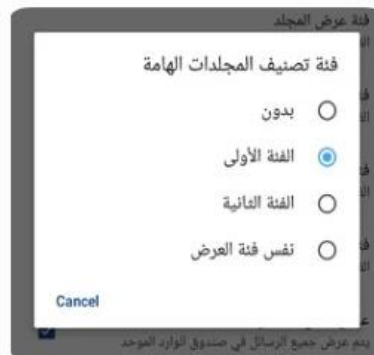 فئة عرض المجلد
فئة تصنيف المجلدات الهامة
بدون
الفئة الأولى
الفئة الثانية
نفس فئة العرض
Cancel
يتم عرض جميع الرسائل في صندوق الوارد الموحد